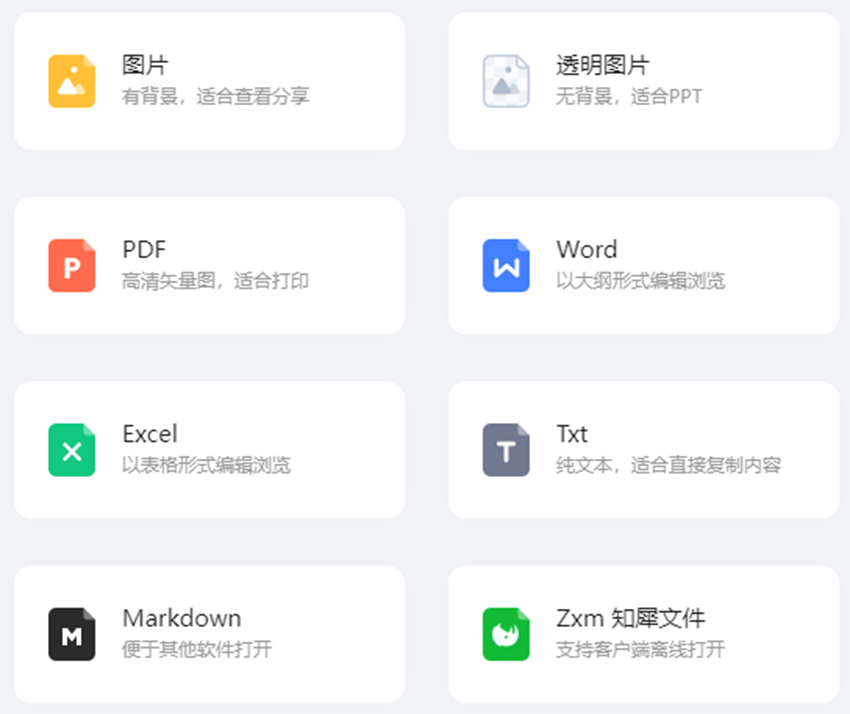 图片
有背景，适合查看分享
透明图片
无背景，适合PPT
P
PDF
高清矢量图，适合打印
W
Word
以大纲形式编辑浏览
X
Excel
以表格形式编辑浏览
T
Txt
纯文本，适合直接复制内容
M
Markdown
便于其他软件打开
Zxm 知犀文件
支持客户端离线打开